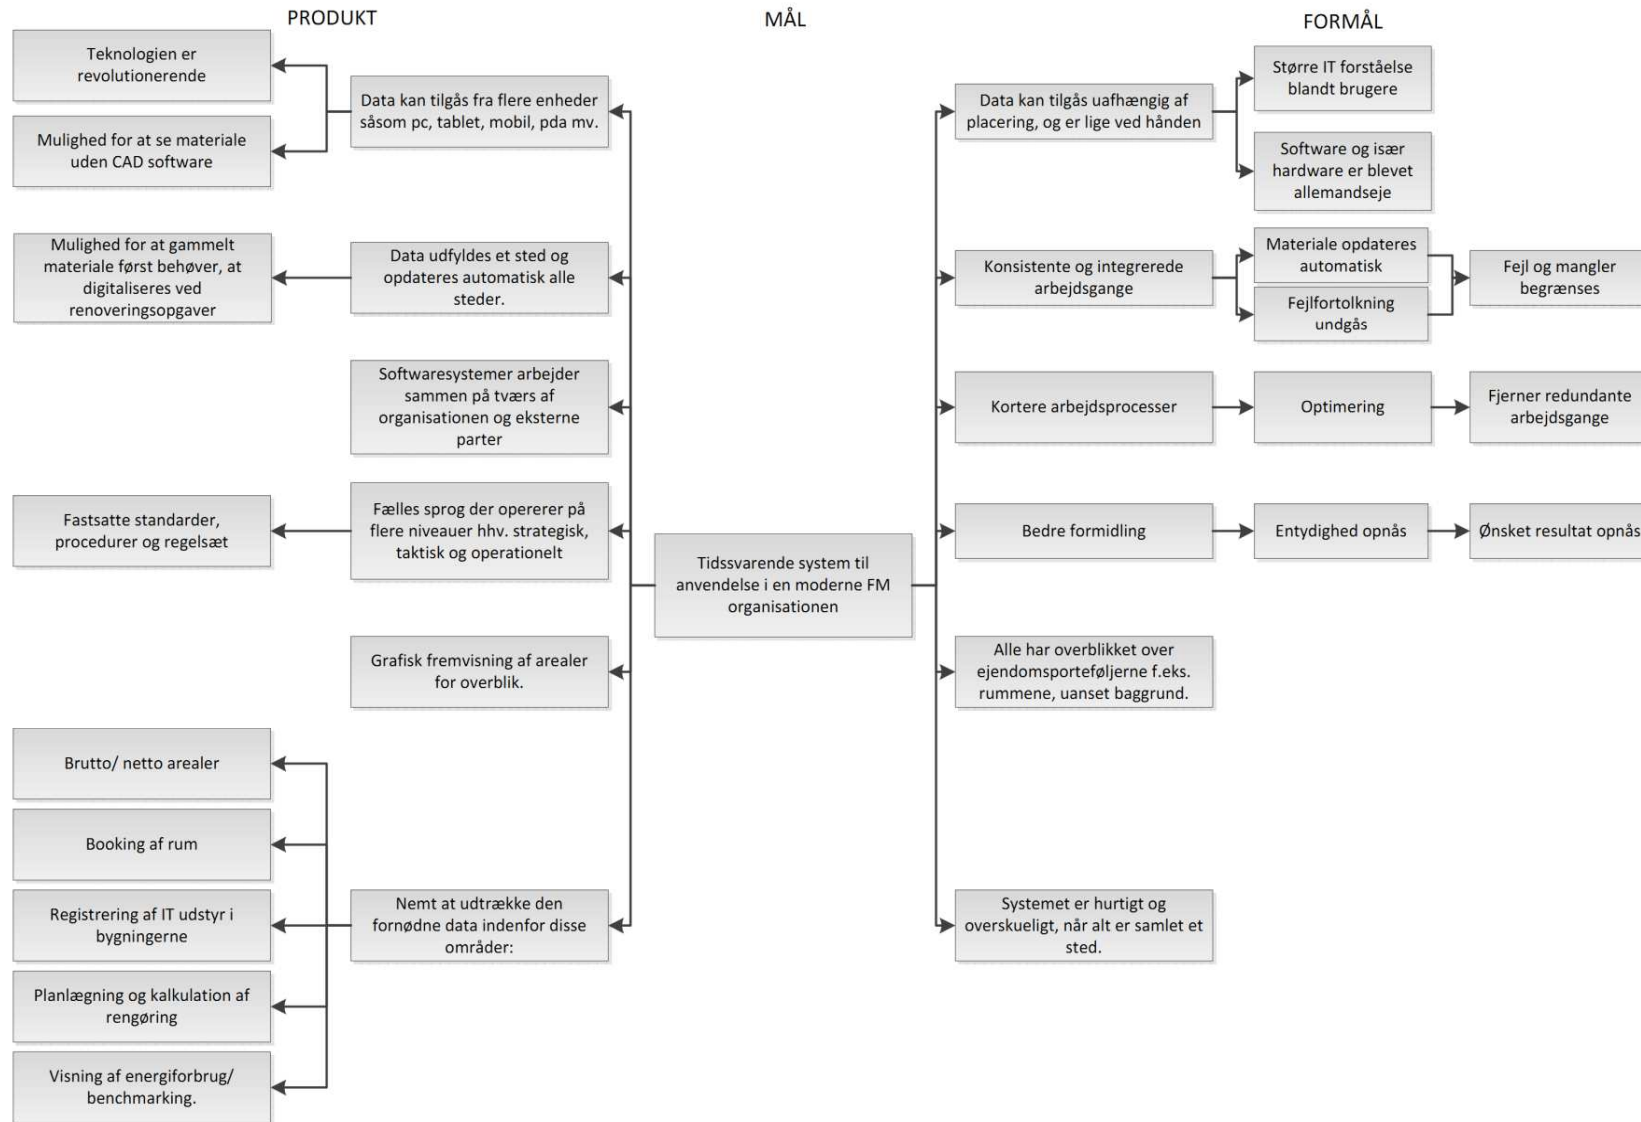 PRODUKT
MÅL
FORMÅL
Teknologien er
revolutionerende
Mulighed for at se materiale
uden CAD software
Data kan tilgås fra flere enheder
såsom pc, tablet, mobil, pda mv.
Mulighed for at gammelt
materiale først behøver, at
digitaliseres ved
renoveringsopgaver
Data udfyldes et sted og
opdateres automatisk alle
steder.
Softwaresystemer arbejder
sammen på tværs af
organisationen og eksterne
parter
Fastsatte standarder,
procedurer og regelsæt
Fælles sprog der opererer på
flere niveauer hhv. strategisk,
taktisk og operationelt
Grafisk fremvisning af arealer
for overblik.
Brutto/ netto arealer
Booking af rum
Registrering af IT udstyr i
bygningerne
Planlægning og kalkulation af
rengøring
Visning af energiforbrug/
benchmarking.
Nemt at udtrække den
fornødne data indenfor disse
områder:
Tidssvarende system til
anvendelse i en moderne FM
organisationen
Data kan tilgås uafhængig af
placering, og er lige ved hånden
Større IT forståelse
blandt brugere
Software og især
hardware er blevet
allemandseje
Konsistente og integrerede
arbejdsgange
Materiale opdateres
automatisk
Fejlfortolkning
undgås
Fejl og mangler
begrænses
Kortere arbejdsprocesser
Optimering
Fjerner redundante
arbejdsgange
Bedre formidling
Entydighed opnås
Ønsket resultat opnås
Alle har overblikket over
ejendomsporteføljerne f.eks.
rummene, uanset baggrund.
Systemet er hurtigt og
overskueligt, når alt er samlet et
sted.